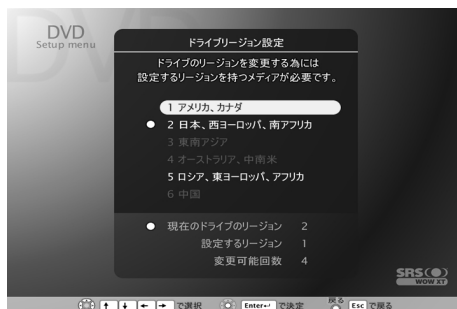 DVD
Setup menu
ドライブリージョン設定
ドライブのリージョンを変更する為には
設定するリージョンを持つメディアが必要です。
1 アメリカ、カナダ
2 日本、西ヨーロッパ、南アフリカ
3 東南アジア
4 オーストラリア、中南米
5 ロシア、東ヨーロッパ、アフリカ
6 中国
現在のドライブのリージョン 2
設定するリージョン 1
変更可能回数 4
SRS
WOW XT
↑ ↓ ← → で選択 Enter↵ で決定 戻る Esc で戻る